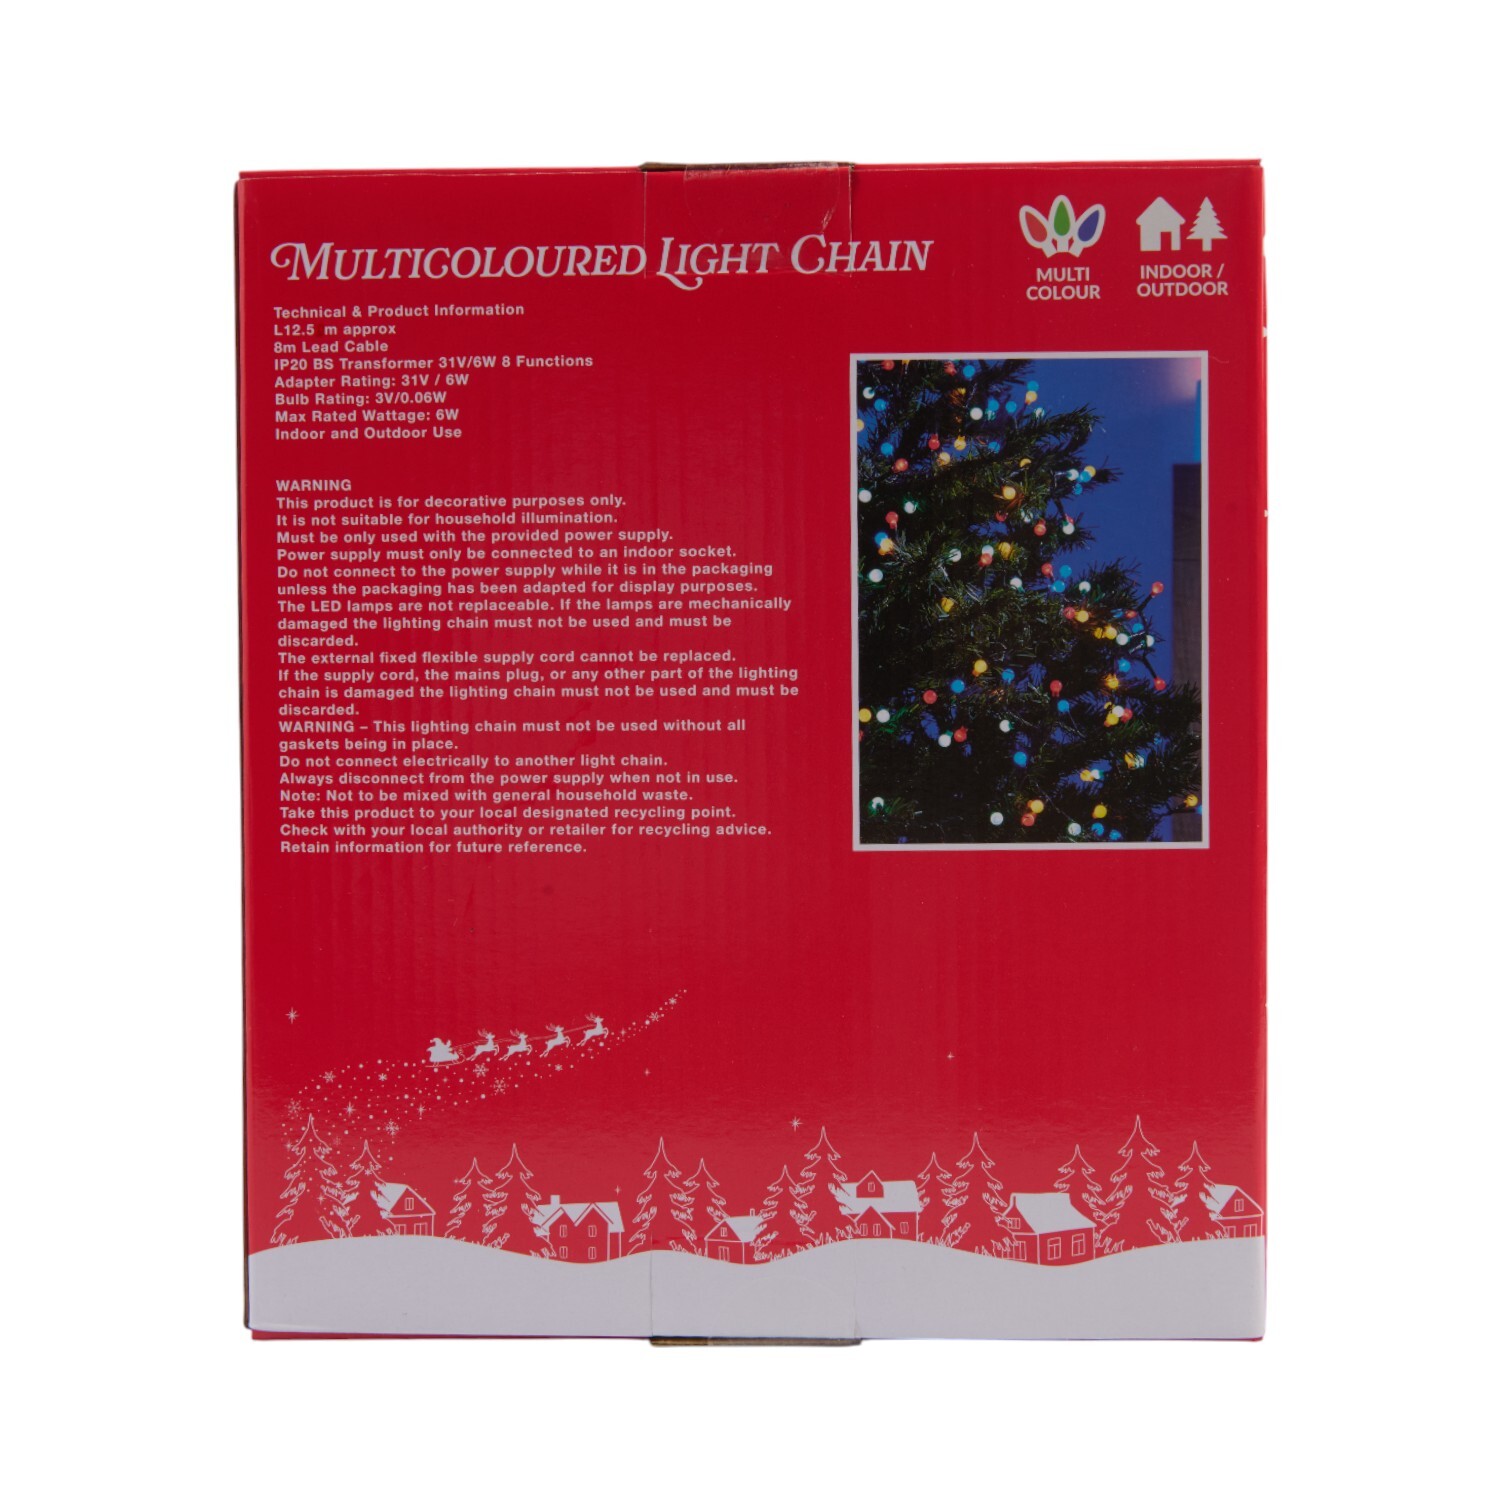 MULTICOLOURED LIGHT CHAIN
MULTI
COLOUR
INDOOR /
OUTDOOR
Technical & Product Information
L12.5 m approx
8m Lead Cable
IP20 BS Transformer 31V/6W 8 Functions
Adapter Rating: 31V / 6W
Bulb Rating: 3V/0.06W
Max Rated Wattage: 6W
Indoor and Outdoor Use
WARNING
This product is for decorative purposes only.
It is not suitable for household illumination.
Must be only used with the provided power supply.
Power supply must only be connected to an indoor socket.
Do not connect to the power supply while it is in the packaging
unless the packaging has been adapted for display purposes.
The LED lamps are not replaceable. If the lamps are mechanically
damaged the lighting chain must not be used and must be
discarded.
The external fixed flexible supply cord cannot be replaced.
If the supply cord, the mains plug, or any other part of the lighting
chain is damaged the lighting chain must not be used and must be
discarded.
WARNING – This lighting chain must not be used without all
gaskets being in place.
Do not connect electrically to another light chain.
Always disconnect from the power supply when not in use.
Note: Not to be mixed with general household waste.
Take this product to your local designated recycling point.
Check with your local authority or retailer for recycling advice.
Retain information for future reference.